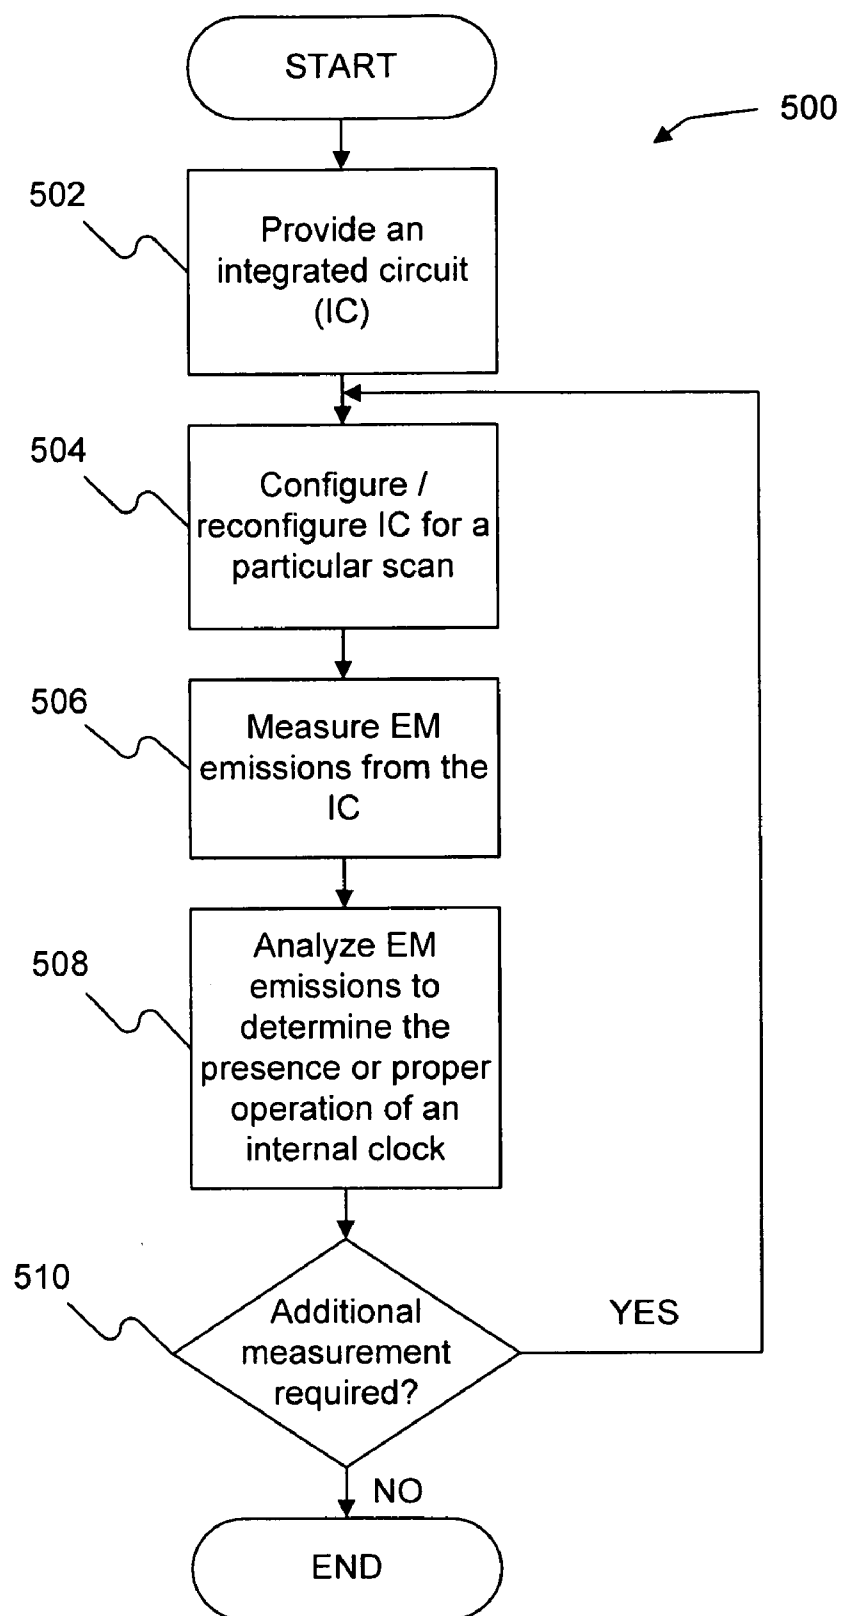 START
500
502
Provide an
integrated circuit
(IC)
504
Configure /
reconfigure IC for a
particular scan
506
Measure EM
emissions from the
IC
508
Analyze EM
emissions to
determine the
presence or proper
operation of an
internal clock
510
Additional
measurement
required?
YES
NO
END